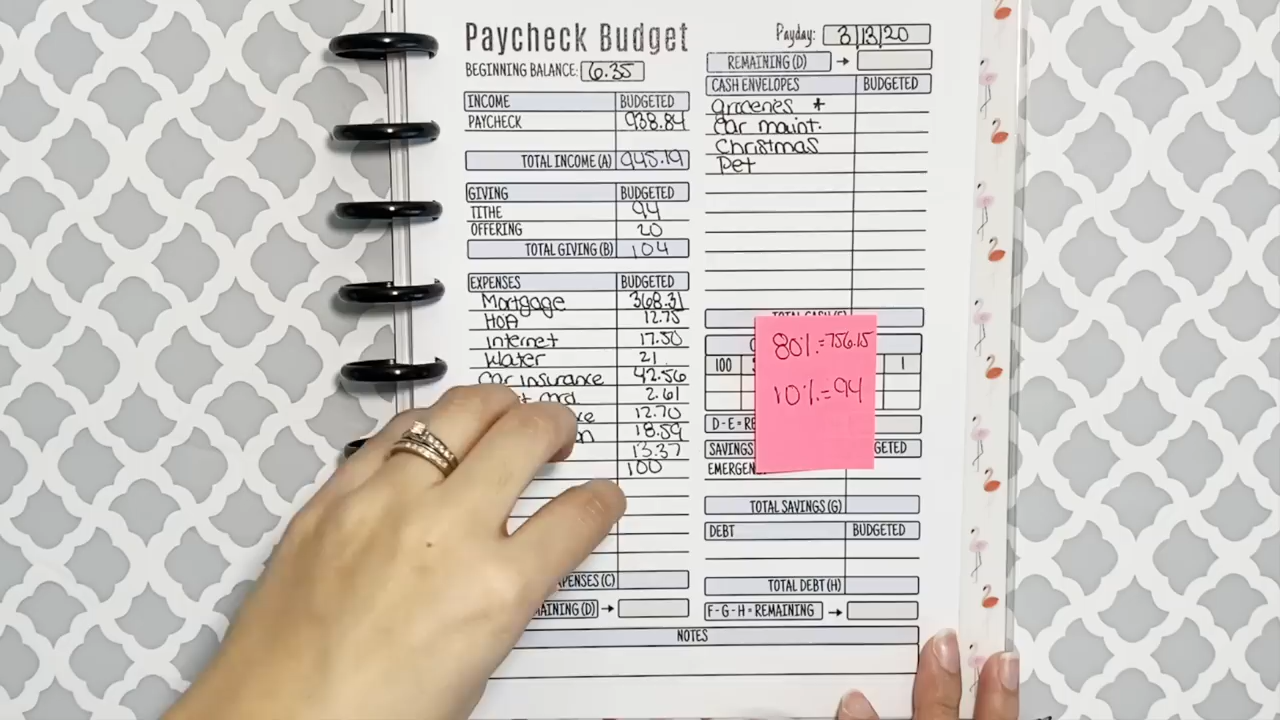 Paycheck Budget
BEGINNING BALANCE: 6.35
INCOME BUDGETED
PAYCHECK 938.84
TOTAL INCOME (A) 945.19
GIVING BUDGETED
TITHE 94
OFFERING 20
TOTAL GIVING (B) 104
EXPENSES BUDGETED
Mortgage 368.31
HOA 12.75
Internet 17.50
Water 21
Car insurance 42.56
2.61
12.70
18.59
13.37
100
PENSES (C)
AINING (D) →
Payday: 3|13|20
REMAINING (D) →
CASH ENVELOPES BUDGETED
groceries +
Car maint.
Christmas
Pet
80%=756.15
10%=94
100 1
D-E=RE
SAVINGS GETED
EMERGEN
TOTAL SAVINGS (G)
DEBT BUDGETED
TOTAL DEBT (H)
F-G-H=REMAINING →
NOTES